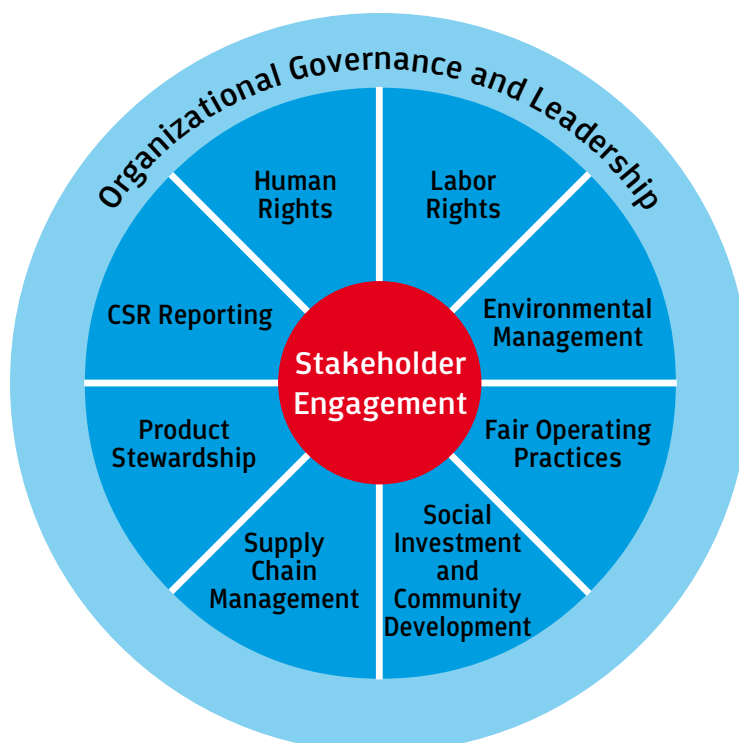 Organizational Governance and Leadership
Human
Rights
Labor
Rights
CSR Reporting
Environmental
Management
Stakeholder
Engagement
Product
Stewardship
Fair Operating
Practices
Supply
Chain
Management
Social
Investment
and
Community
Development